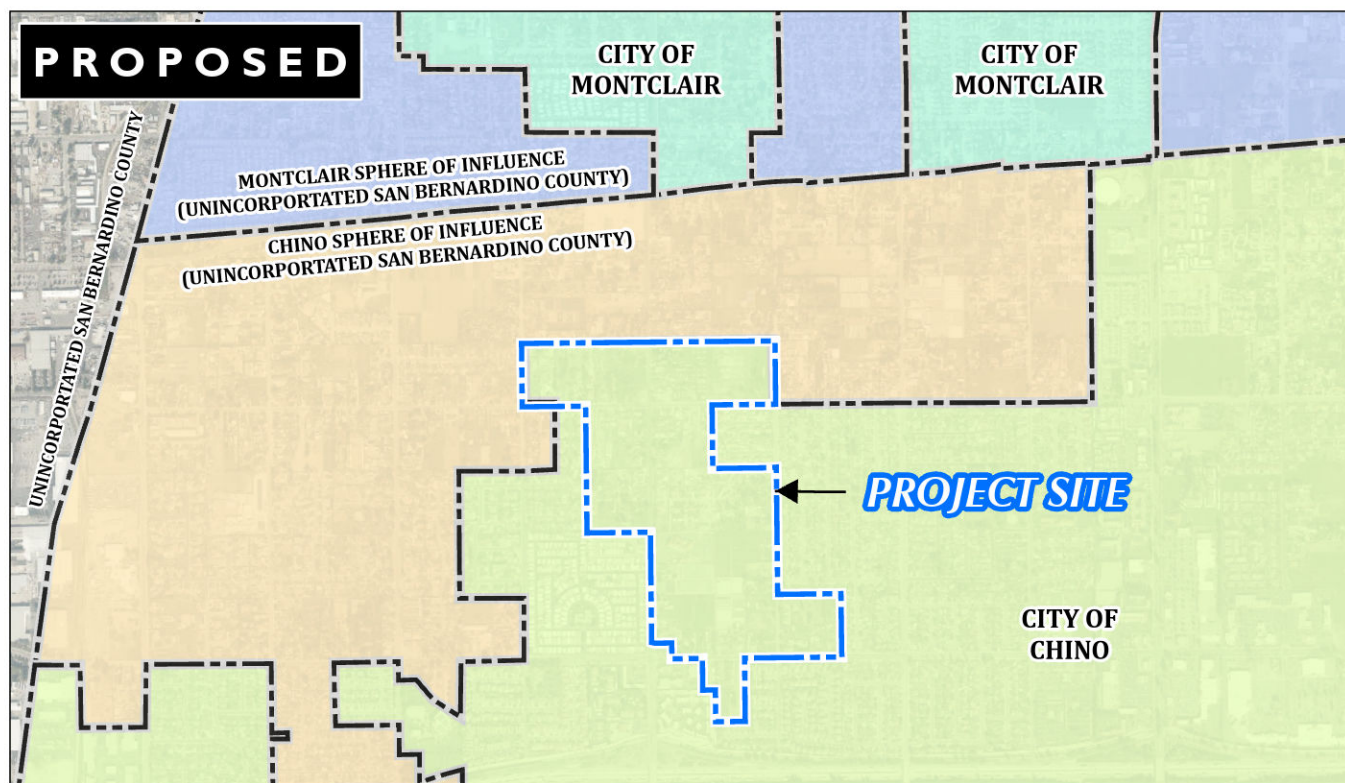 PROPOSED
CITY OF
MONTCLAIR
CITY OF
MONTCLAIR
MONTCLAIR SPHERE OF INFLUENCE
(UNINCORPORTATED SAN BERNARDINO COUNTY)
CHINO SPHERE OF INFLUENCE
(UNINCORPORTATED SAN BERNARDINO COUNTY)
UNINCORPORTATED SAN BERNARDINO COUNTY
PROJECT SITE
CITY OF
CHINO